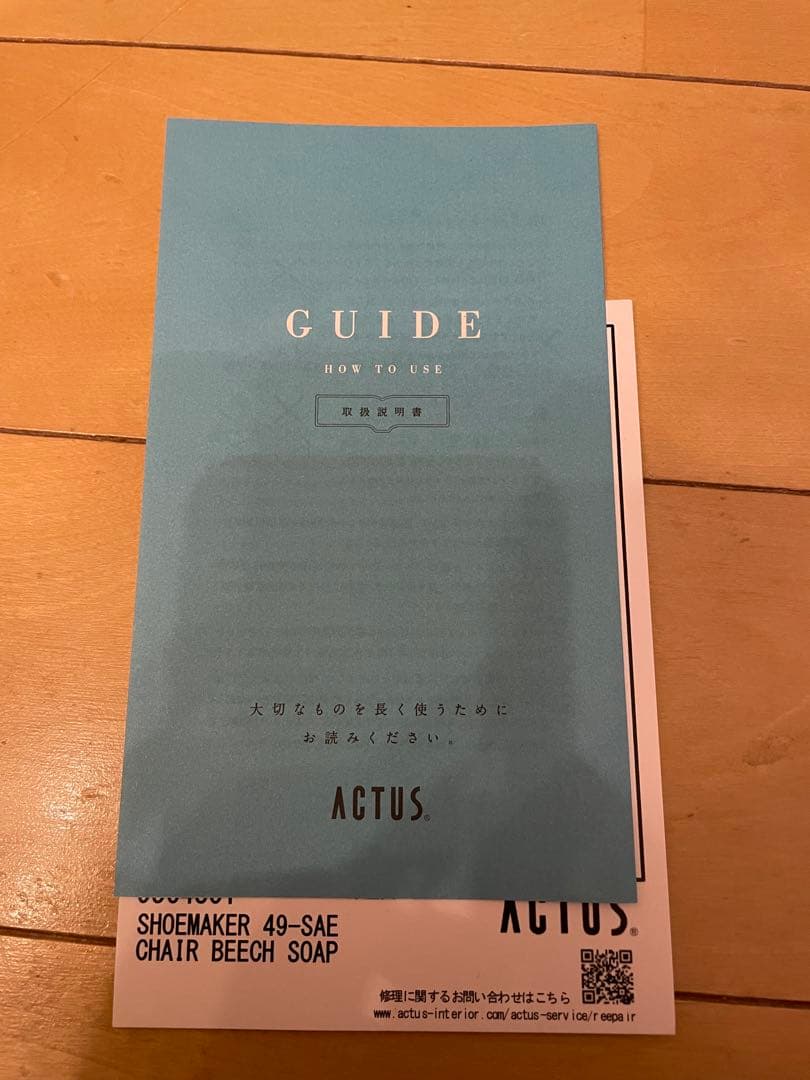 GUIDE
HOW TO USE
取扱説明書
大切なものを長く使うために
お読みください。
ACTUS®
ACTUS®
SHOEMAKER 49-SAE
CHAIR BEECH SOAP
修理に関するお問い合わせはこちら
www.actus-interior.com/actus-service/reepair